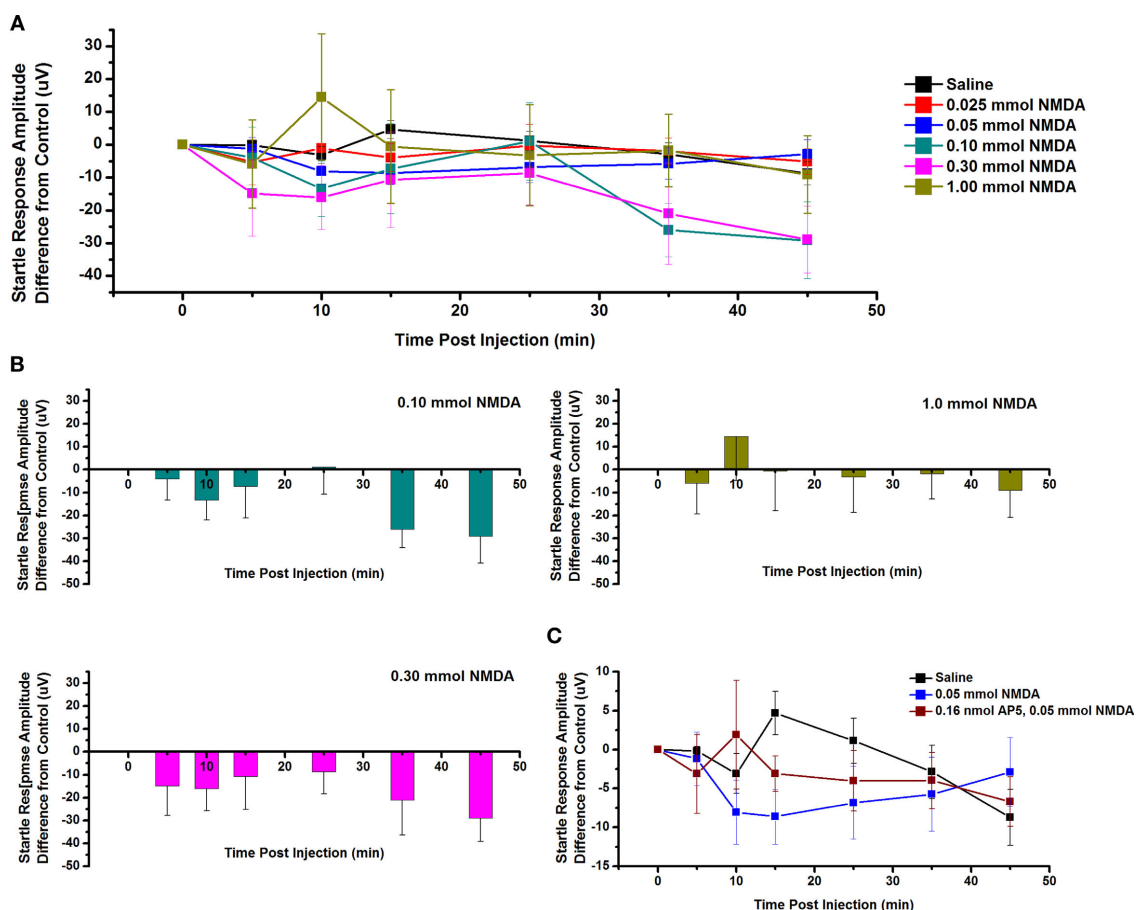 A
Startle Response Amplitude
Difference from Control (uV)
30
20
10
0
-10
-20
-30
-40
0
10
20
30
40
50
Time Post Injection (min)
Saline
0.025 mmol NMDA
0.05 mmol NMDA
0.10 mmol NMDA
0.30 mmol NMDA
1.00 mmol NMDA
B
Startle Res[pmse Amplitude
Difference from Control (uV)
30
20
10
0
-10
-20
-30
-40
-50
0
10
20
30
40
50
0.10 mmol NMDA
Time Post Injection (min)
Startle Response Amplitude
Difference from Control (uV)
30
20
10
0
-10
-20
-30
-40
-50
0
10
20
30
40
50
1.0 mmol NMDA
Time Post Injection (min)
Startle Res[pmse Amplitude
Difference from Control (uV)
30
20
10
0
-10
-20
-30
-40
-50
0
10
20
30
40
50
0.30 mmol NMDA
Time Post Injection (min)
C
Startle Response Amplitude
Difference from Control (uV)
10
5
0
-5
-10
-15
0
10
20
30
40
50
Time Post Injection (min)
Saline
0.05 mmol NMDA
0.16 nmol AP5, 0.05 mmol NMDA